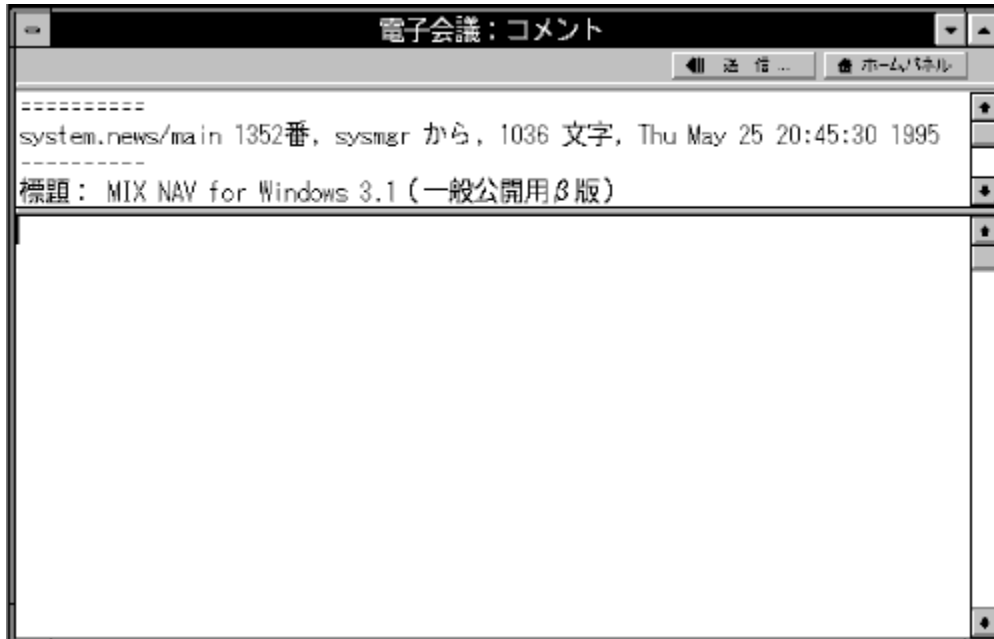 電子会議：コメント
送 信 ... ホームパネル
==========
system.news/main 1352番, sysmgr から, 1036 文字, Thu May 25 20:45:30 1995
----------
標題： MIX NAV for Windows 3.1（一般公開用β版）